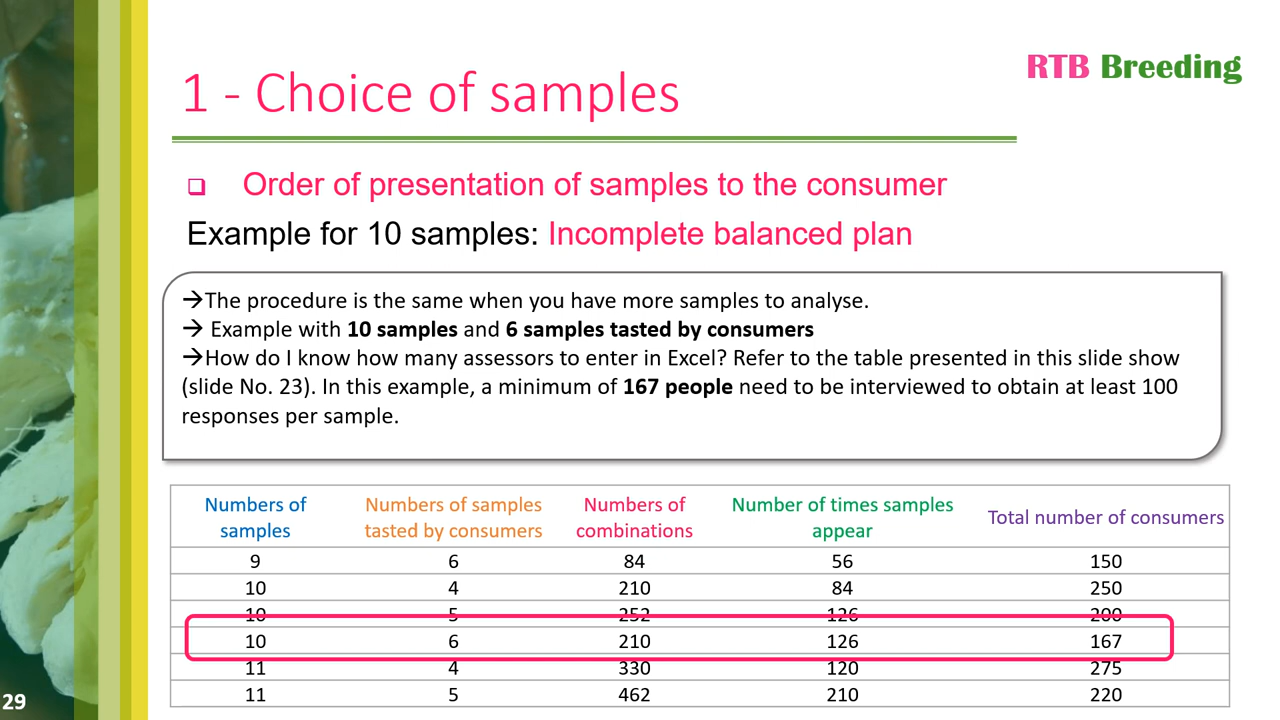 RTB Breeding
1 - Choice of samples
❑ Order of presentation of samples to the consumer
Example for 10 samples: Incomplete balanced plan
→The procedure is the same when you have more samples to analyse.
→ Example with 10 samples and 6 samples tasted by consumers
→How do I know how many assessors to enter in Excel? Refer to the table presented in this slide show
(slide No. 23). In this example, a minimum of 167 people need to be interviewed to obtain at least 100
responses per sample.
Numbers of samples Numbers of samples tasted by consumers Numbers of combinations Number of times samples appear Total number of consumers
9 6 84 56 150
10 4 210 84 250
10 5 252 126 200
10 6 210 126 167
11 4 330 120 275
11 5 462 210 220
29